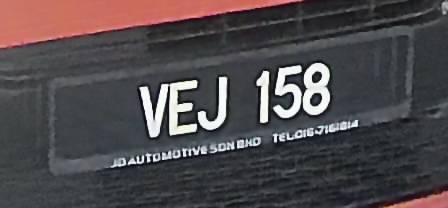 VEJ 158
JD AUTOMOTIVE SDN BHD TEL:016-7161814